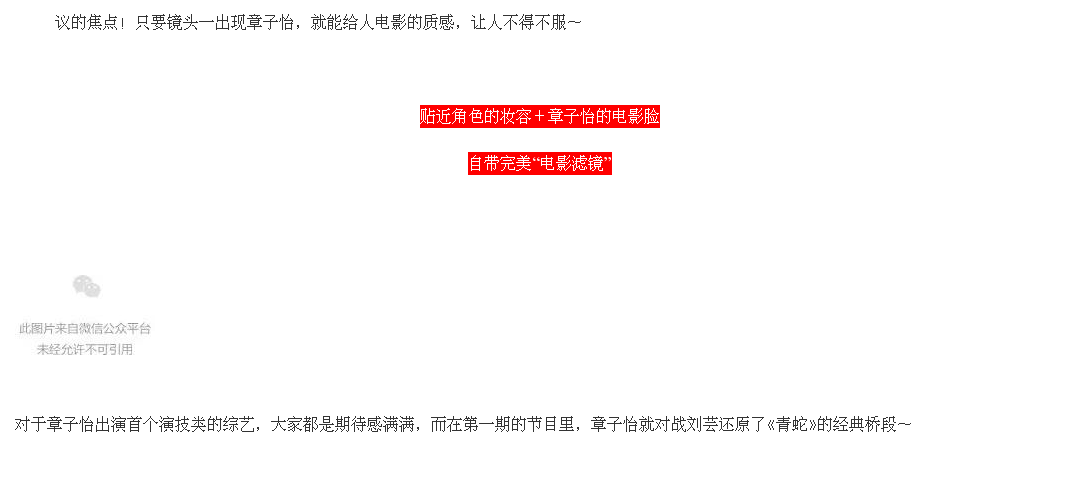 议的焦点！只要镜头一出现章子怡，就能给人电影的质感，让人不得不服～
贴近角色的妆容＋章子怡的电影脸
自带完美“电影滤镜”
此图片来自微信公众平台
未经允许不可引用
对于章子怡出演首个演技类的综艺，大家都是期待感满满，而在第一期的节目里，章子怡就对战刘芸还原了《青蛇》的经典桥段～